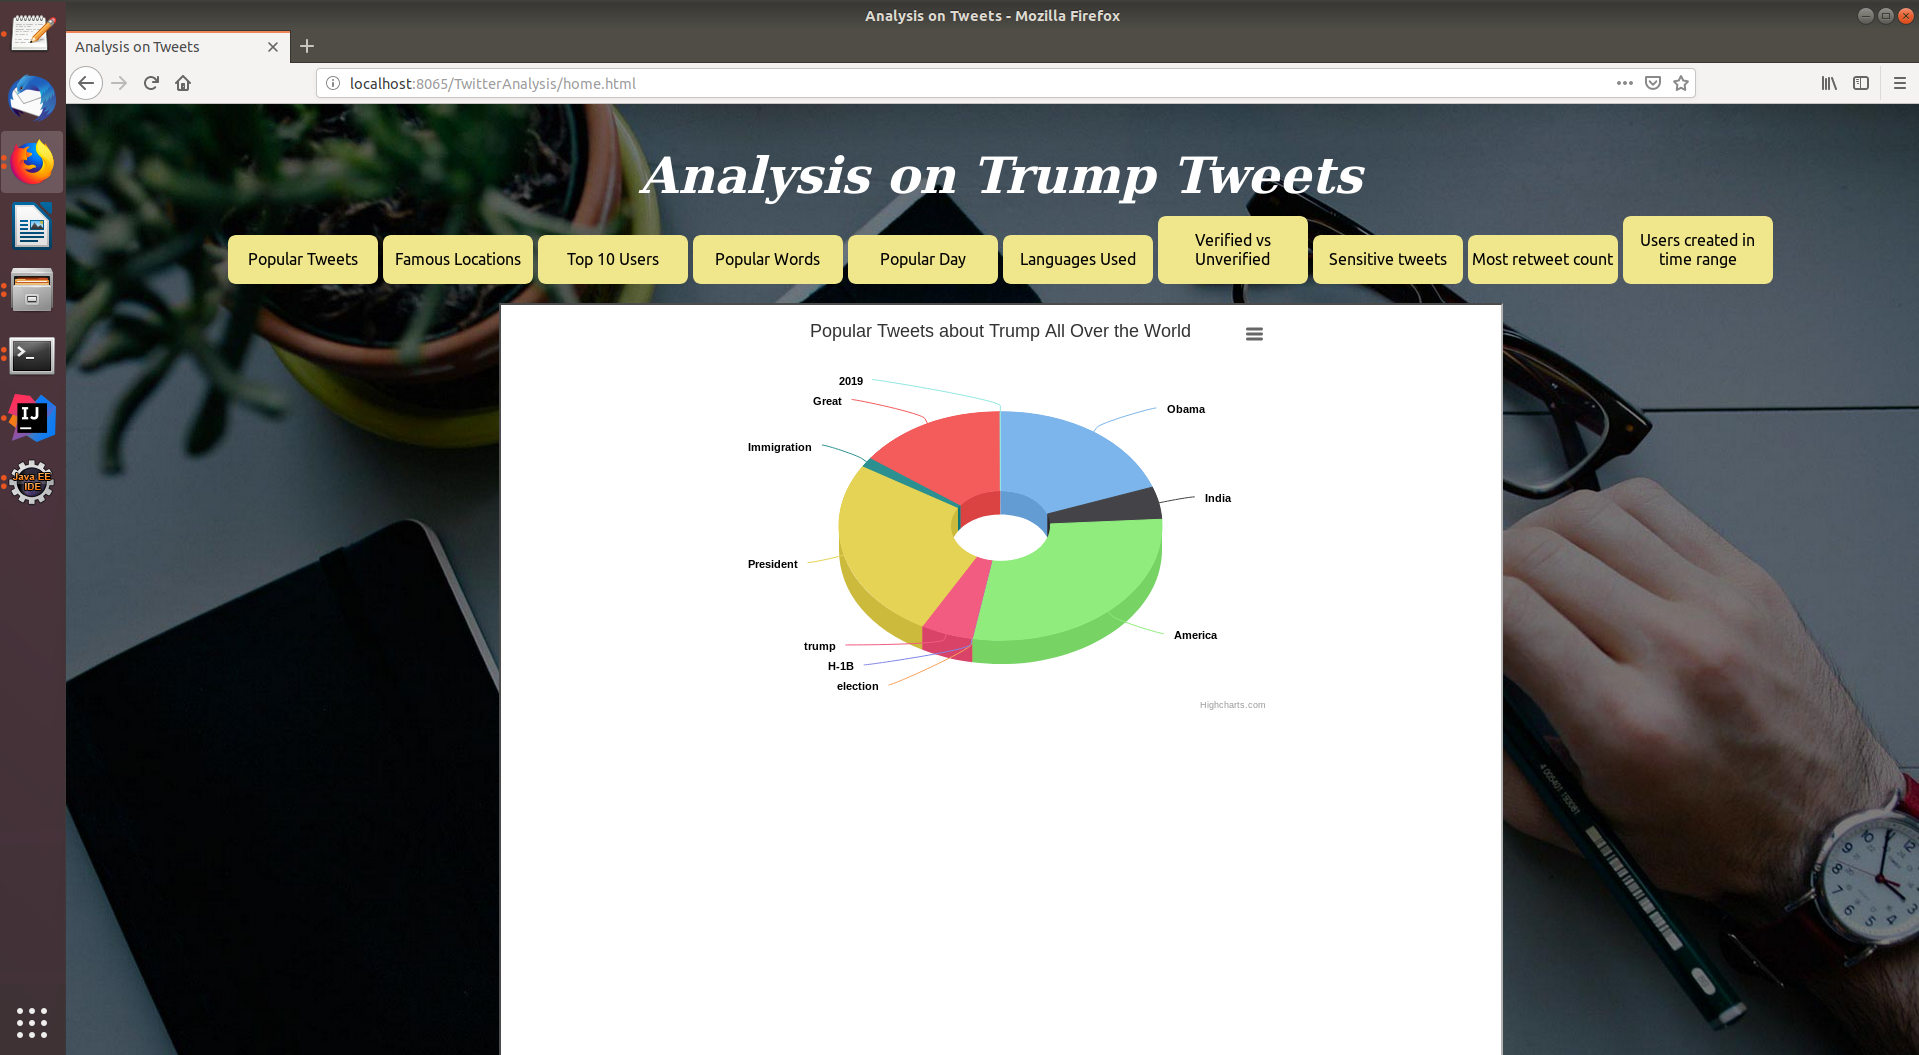 Analysis on Tweets - Mozilla Firefox
Analysis on Tweets
localhost:8065/TwitterAnalysis/home.html
Analysis on Trump Tweets
Popular Tweets
Famous Locations
Top 10 Users
Popular Words
Popular Day
Languages Used
Verified vs
Unverified
Sensitive tweets
Most retweet count
Users created in
time range
Popular Tweets about Trump All Over the World
2019
Great
Obama
Immigration
India
President
America
trump
H-1B
election
Highcharts.com
IJ
Java EE
IDE